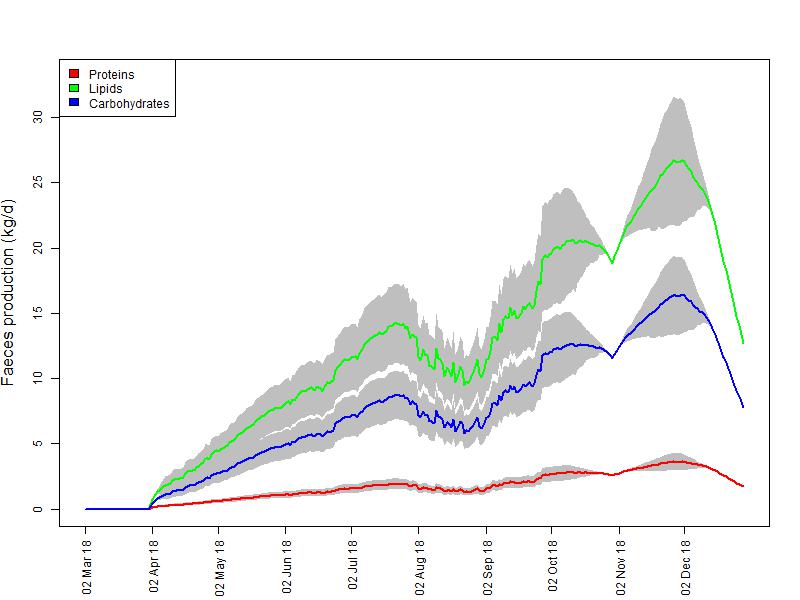 Proteins
Lipids
Carbohydrates
Faeces production (kg/d)
30
25
20
15
10
5
0
02 Mar 18
02 Apr 18
02 May 18
02 Jun 18
02 Jul 18
02 Aug 18
02 Sep 18
02 Oct 18
02 Nov 18
02 Dec 18